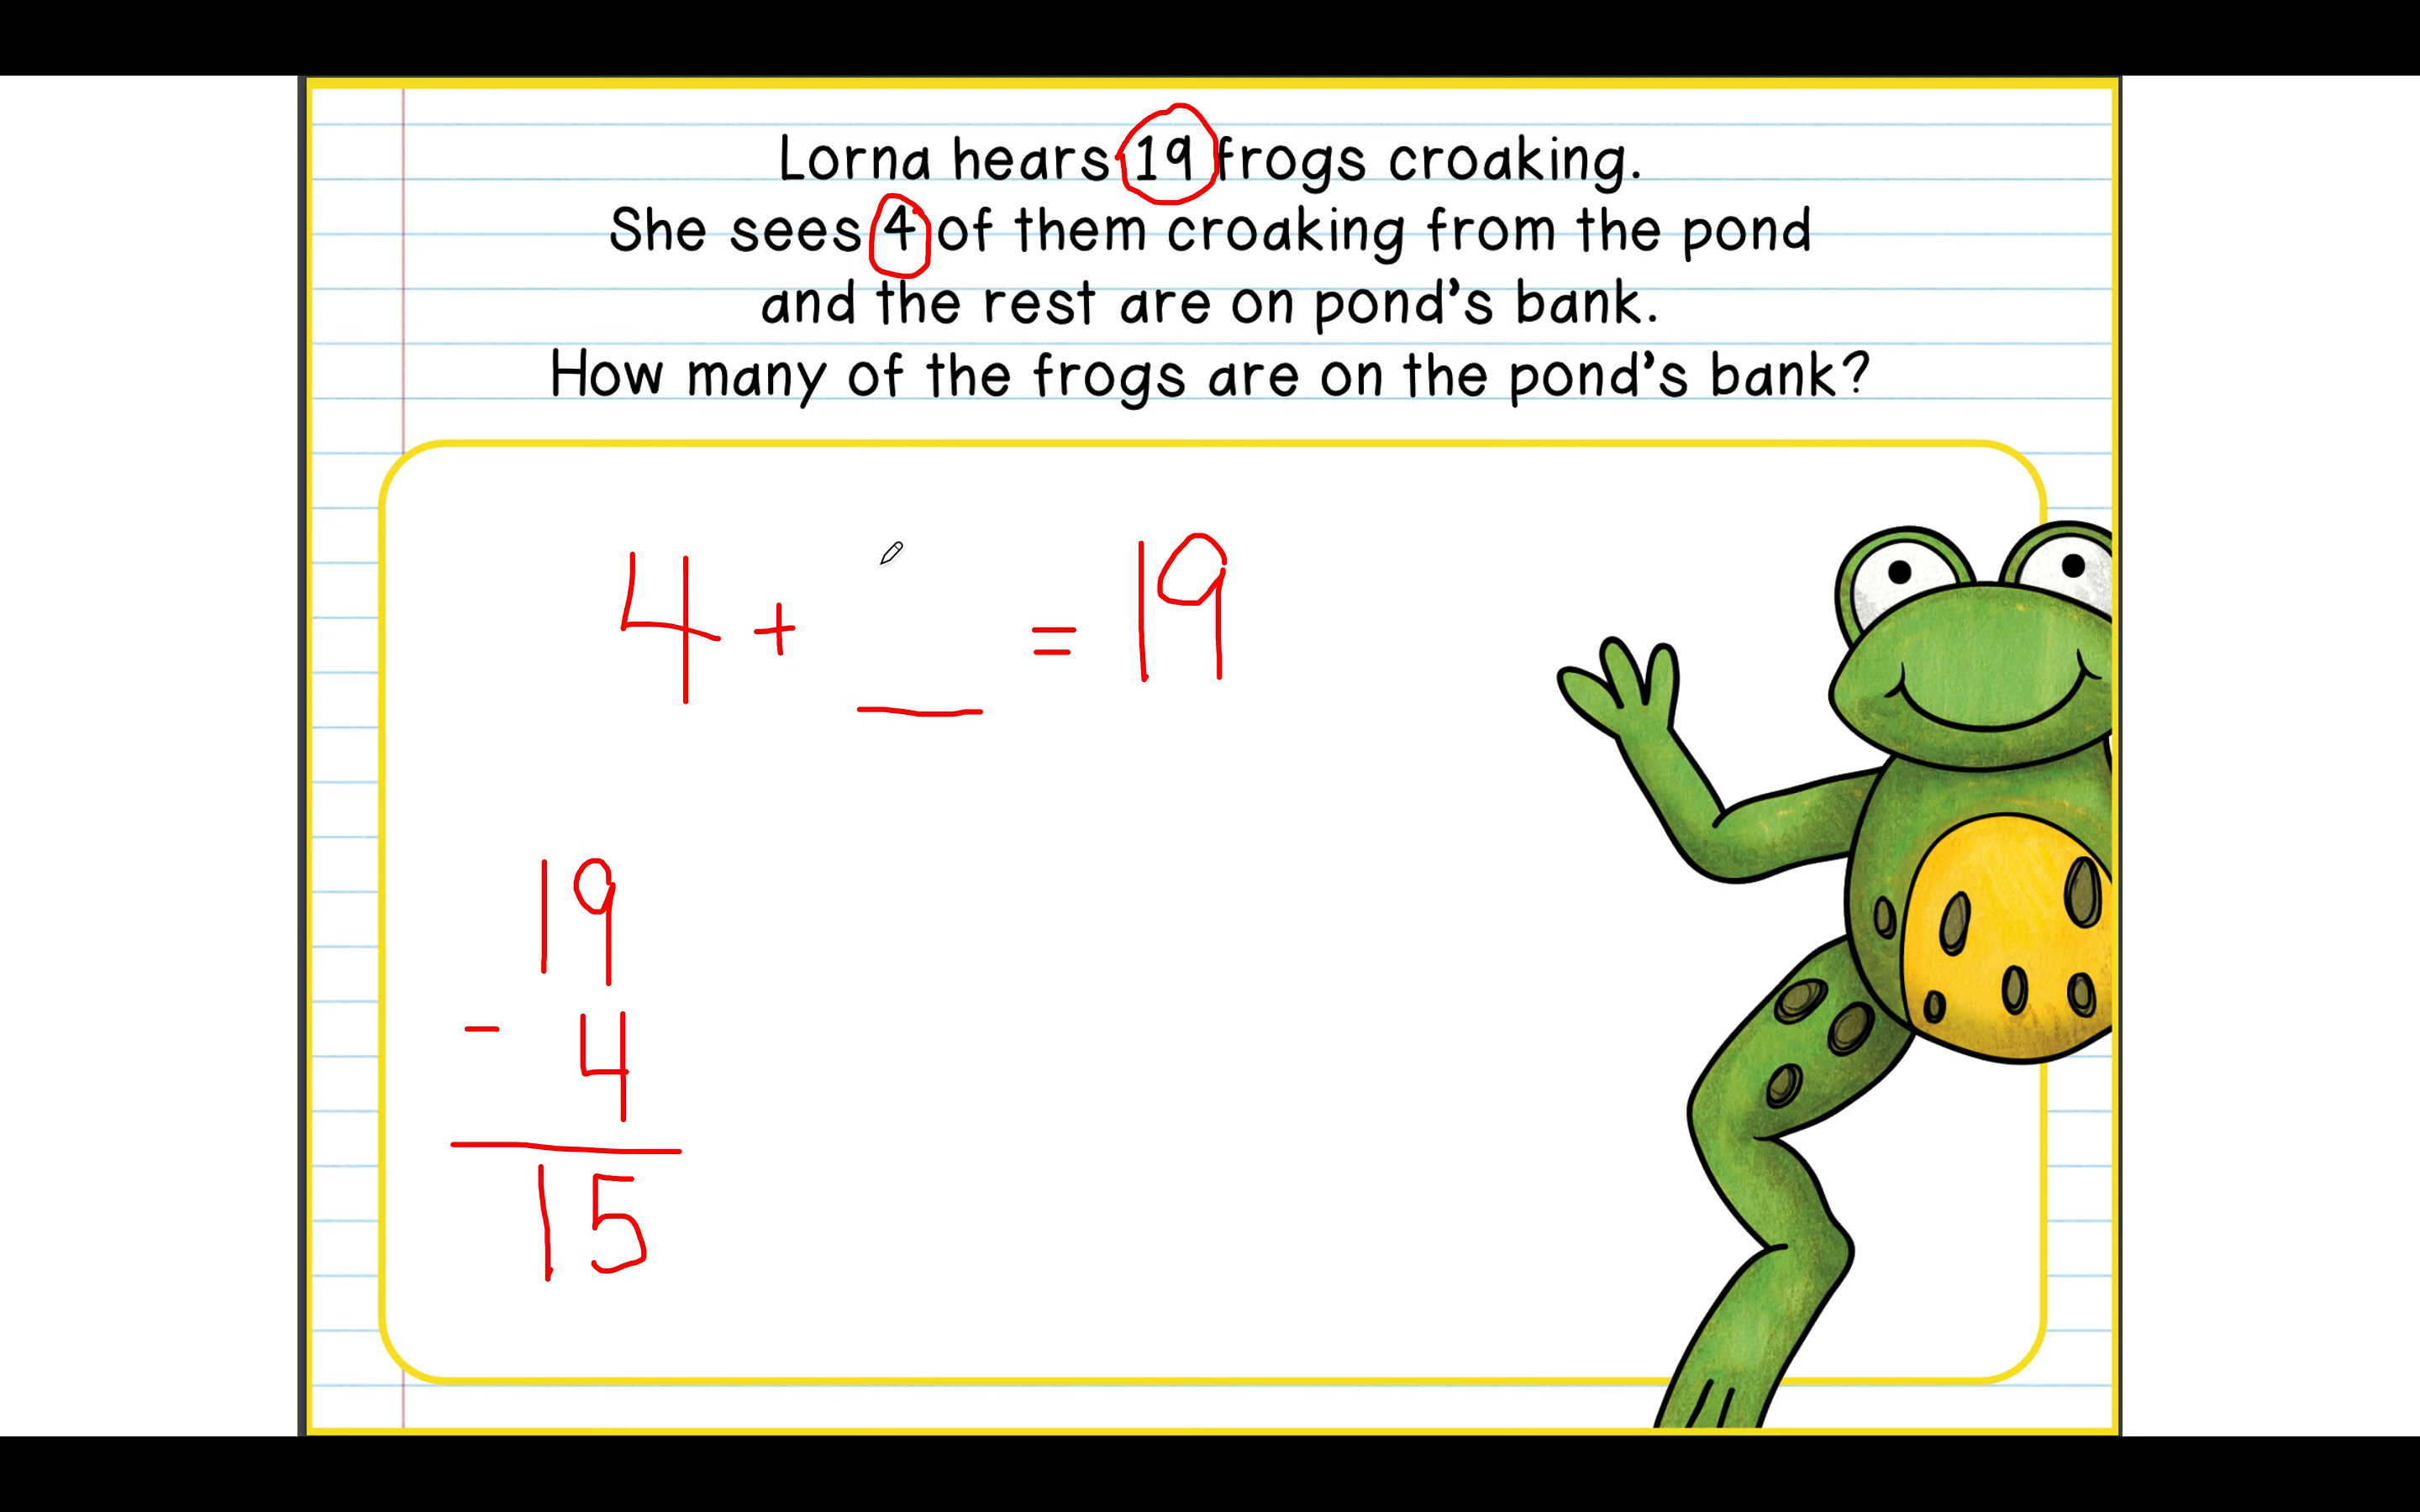 Lorna hears 19 frogs croaking.
She sees 4 of them croaking from the pond
and the rest are on pond's bank.
How many of the frogs are on the pond's bank?
4 + __ = 19
19
- 4
15